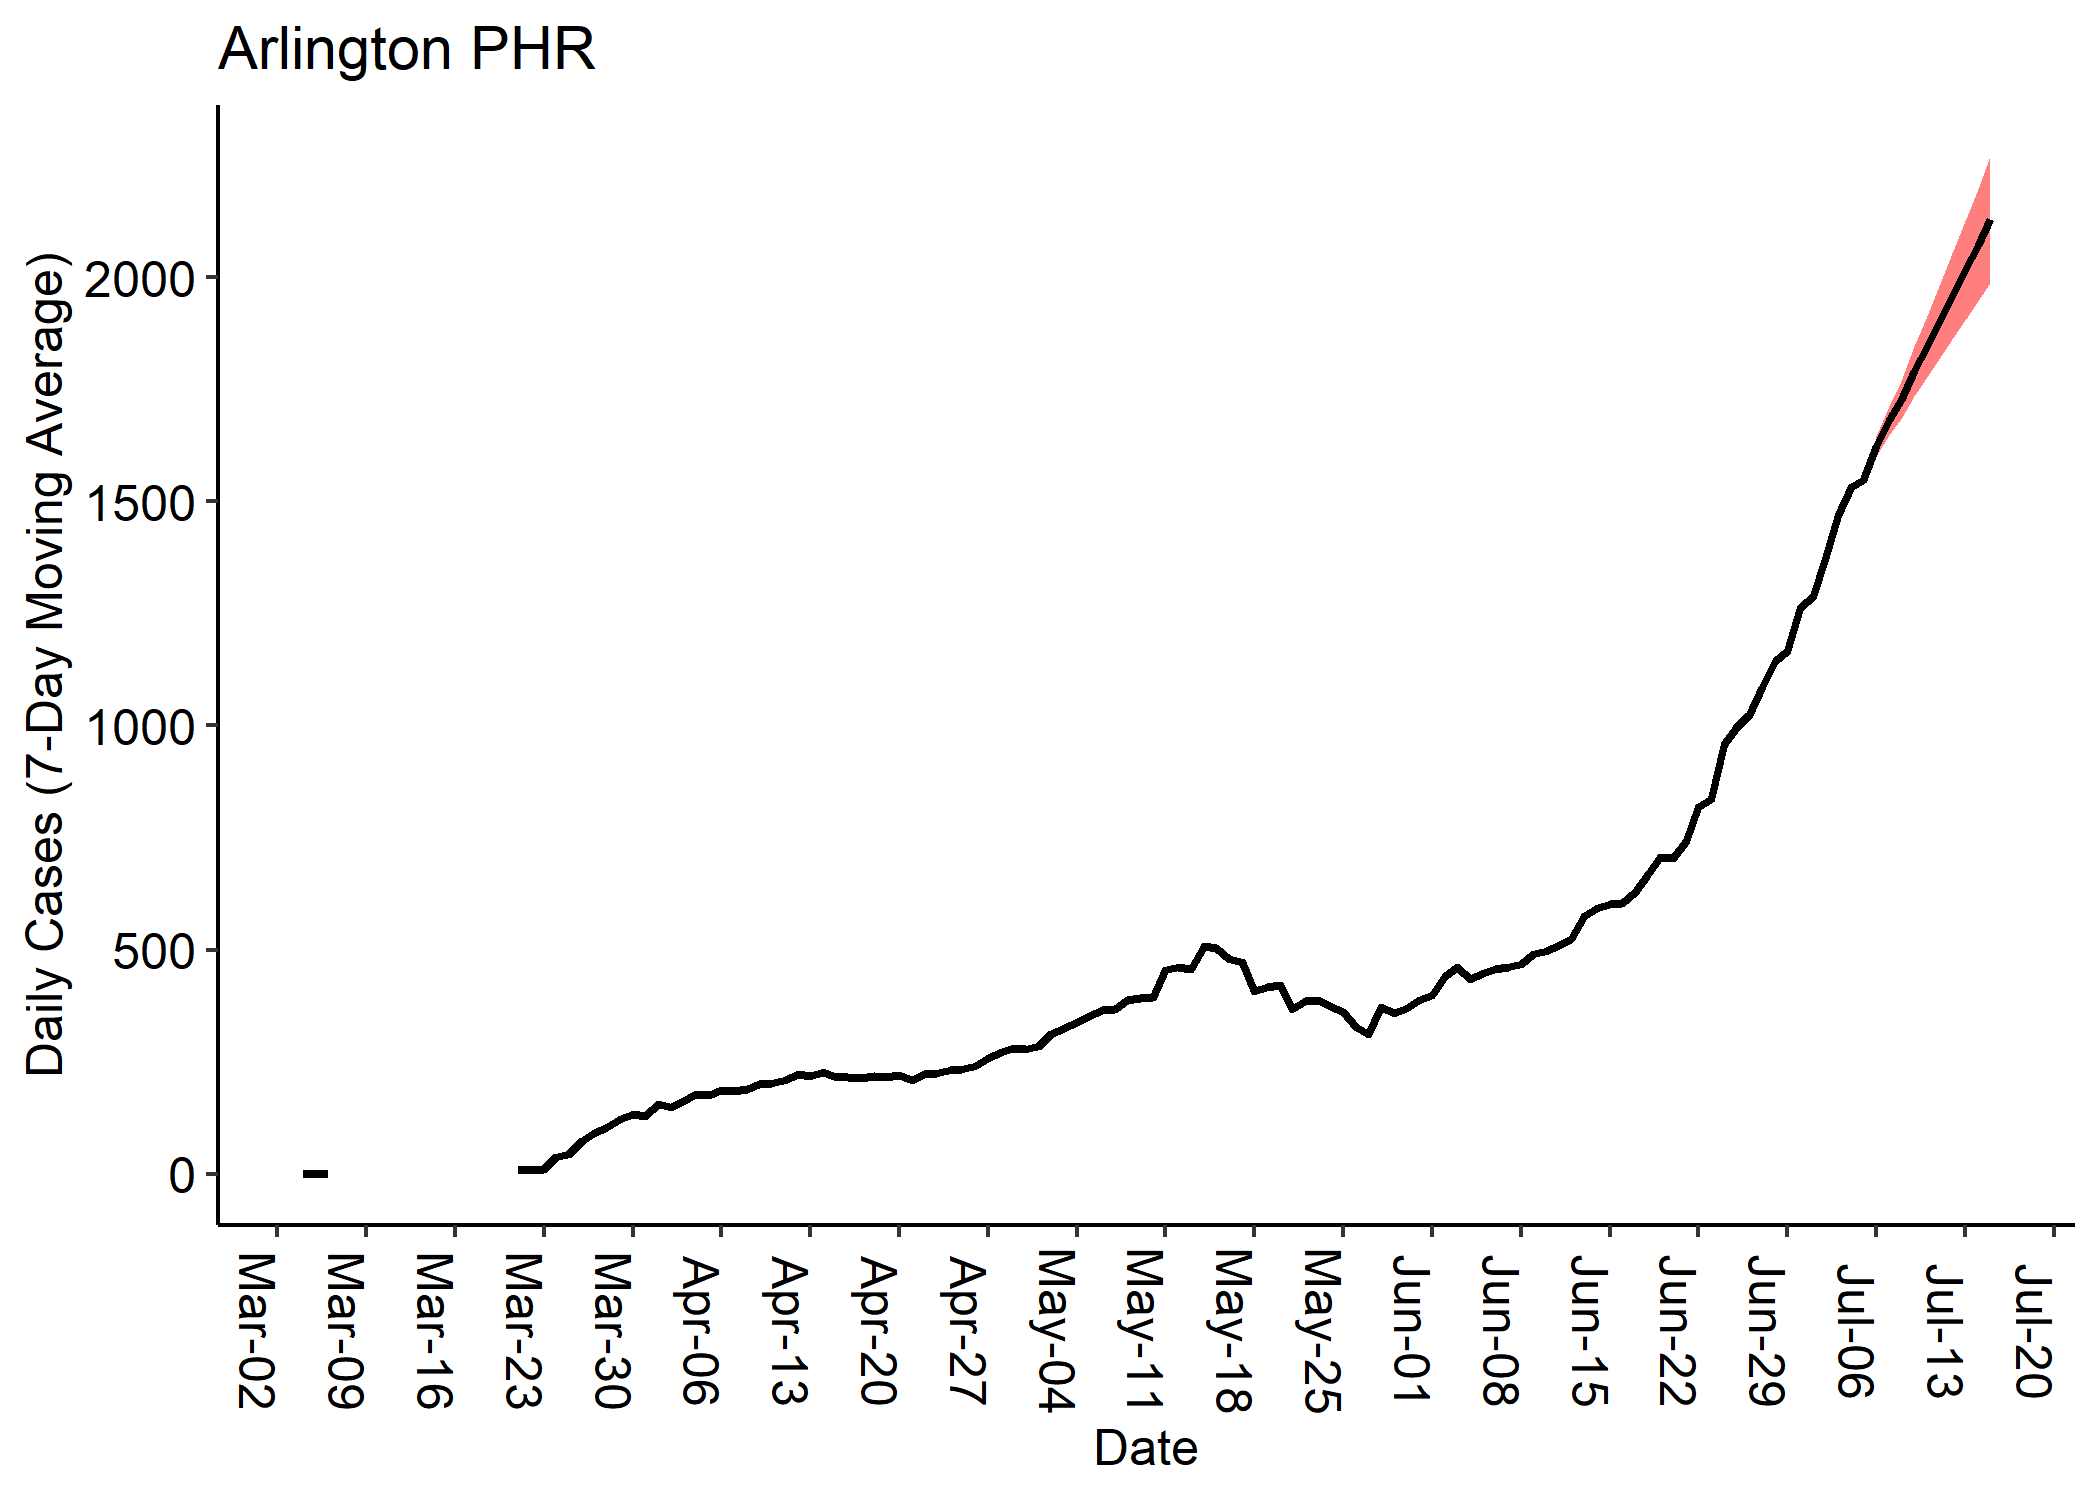 Arlington PHR
Daily Cases (7-Day Moving Average)
2000
1500
1000
500
0
Mar-02
Mar-09
Mar-16
Mar-23
Mar-30
Apr-06
Apr-13
Apr-20
Apr-27
May-04
May-11
May-18
May-25
Jun-01
Jun-08
Jun-15
Jun-22
Jun-29
Jul-06
Jul-13
Jul-20
Date